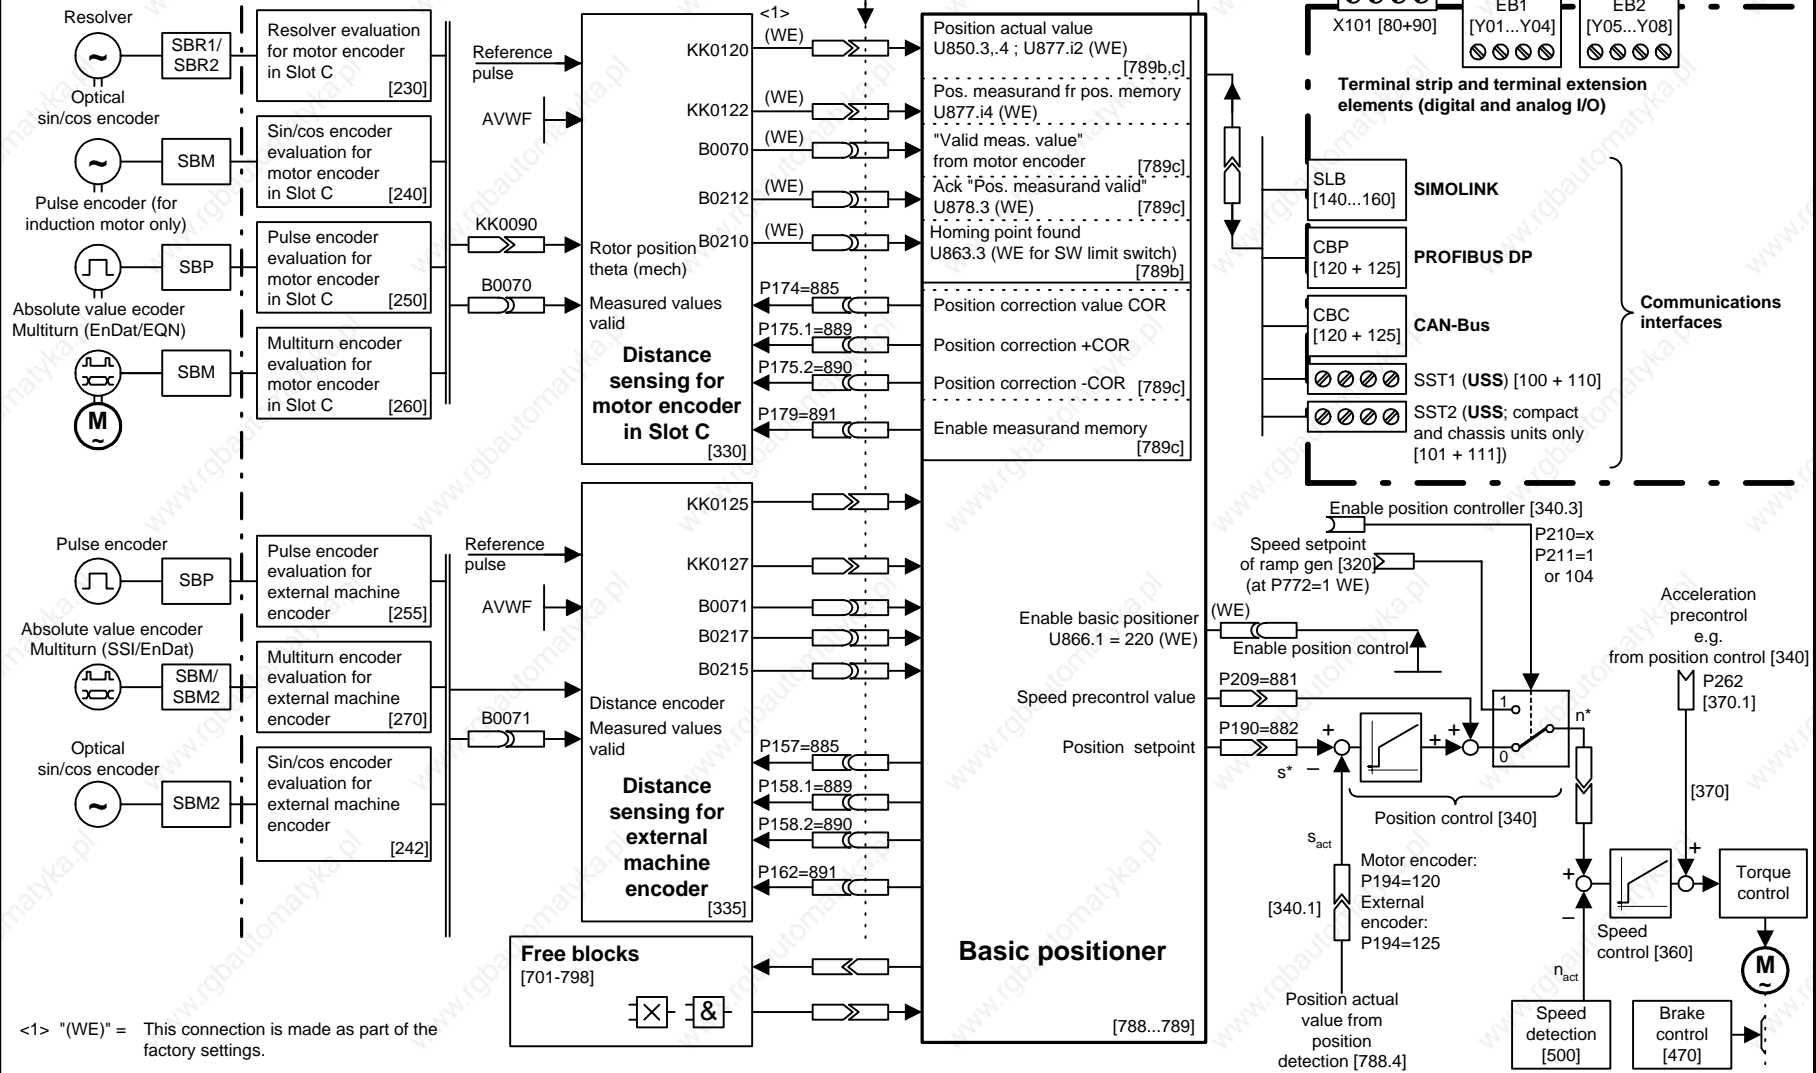 Resolver
SBR1/
SBR2
Resolver evaluation
for motor encoder
in Slot C
[230]
Optical
sin/cos encoder
SBM
Sin/cos encoder
evaluation for
motor encoder
in Slot C
[240]
Pulse encoder (for
induction motor only)
SBP
Pulse encoder
evaluation for
motor encoder
in Slot C
[250]
Absolute value ecoder
Multiturn (EnDat/EQN)
SBM
Multiturn encoder
evaluation for
motor encoder
in Slot C
[260]
M
~
Reference
pulse
AVWF
KK0090
B0070
Rotor position
theta (mech)
Measured values
valid
Distance
sensing for
motor encoder
in Slot C
[330]
<1>
KK0120
(WE)
KK0122
(WE)
B0070
(WE)
B0212
(WE)
B0210
(WE)
P174=885
P175.1=889
P175.2=890
P179=891
Position actual value
U850.3,.4 ; U877.i2 (WE)
[789b,c]
Pos. measurand fr pos. memory
U877.i4 (WE)
"Valid meas. value"
from motor encoder
[789c]
Ack "Pos. measurand valid"
U878.3 (WE)
[789c]
Homing point found
U863.3 (WE for SW limit switch)
[789b]
Position correction value COR
Position correction +COR
Position correction -COR
[789c]
Enable measurand memory
[789c]
X101 [80+90]
EB1
[Y01...Y04]
EB2
[Y05...Y08]
Terminal strip and terminal extension
elements (digital and analog I/O)
SLB
[140...160]
SIMOLINK
CBP
[120 + 125]
PROFIBUS DP
CBC
[120 + 125]
CAN-Bus
SST1 (USS) [100 + 110]
SST2 (USS; compact
and chassis units only
[101 + 111])
Communications
interfaces
Pulse encoder
SBP
Pulse encoder
evaluation for
external machine
encoder
[255]
Absolute value encoder
Multiturn (SSI/EnDat)
SBM/
SBM2
Multiturn encoder
evaluation for
external machine
encoder
[270]
Optical
sin/cos encoder
SBM2
Sin/cos encoder
evaluation for
external machine
encoder
[242]
Reference
pulse
AVWF
B0071
KK0125
KK0127
B0071
B0217
B0215
Distance encoder
Measured values
valid
Distance
sensing for
external
machine
encoder
[335]
P157=885
P158.1=889
P158.2=890
P162=891
Free blocks
[701-798]
&
Enable basic positioner
U866.1 = 220 (WE)
Speed precontrol value
Position setpoint
Basic positioner
[788...789]
(WE)
Enable position control
P209=881
P190=882
s*
Enable position controller [340.3]
Speed setpoint
of ramp gen [320]
(at P772=1 WE)
P210=x
P211=1
or 104
1
0
n*
Position control [340]
sact
[340.1]
Motor encoder:
P194=120
External
encoder:
P194=125
Position actual
value from
position
detection [788.4]
Acceleration
precontrol
e.g.
from position control [340]
P262
[370.1]
[370]
Speed
control [360]
Torque
control
M
~
nact
Speed
detection
[500]
Brake
control
[470]
<1> "(WE)" = This connection is made as part of the
factory settings.
www.rgbautomatyka.pl